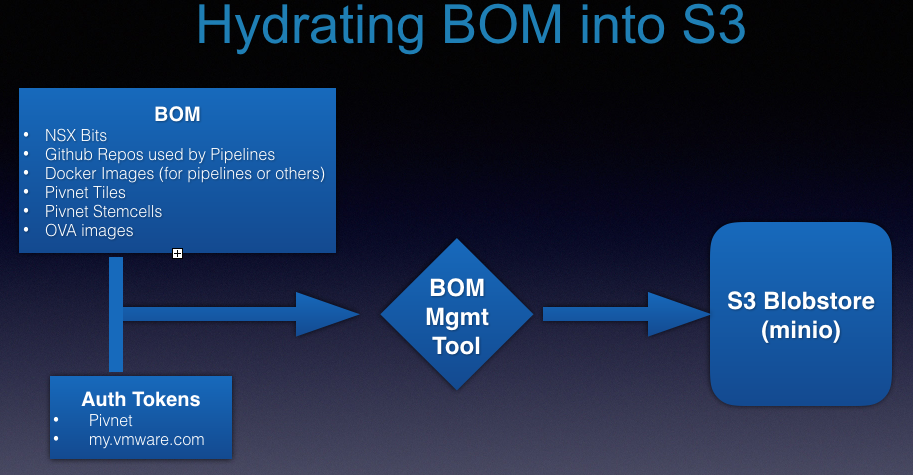 Hydrating BOM into S3
BOM
• NSX Bits
• Github Repos used by Pipelines
• Docker Images (for pipelines or others)
• Pivnet Tiles
• Pivnet Stemcells
• OVA images
BOM
Mgmt
Tool
S3 Blobstore
(minio)
Auth Tokens
• Pivnet
• my.vmware.com